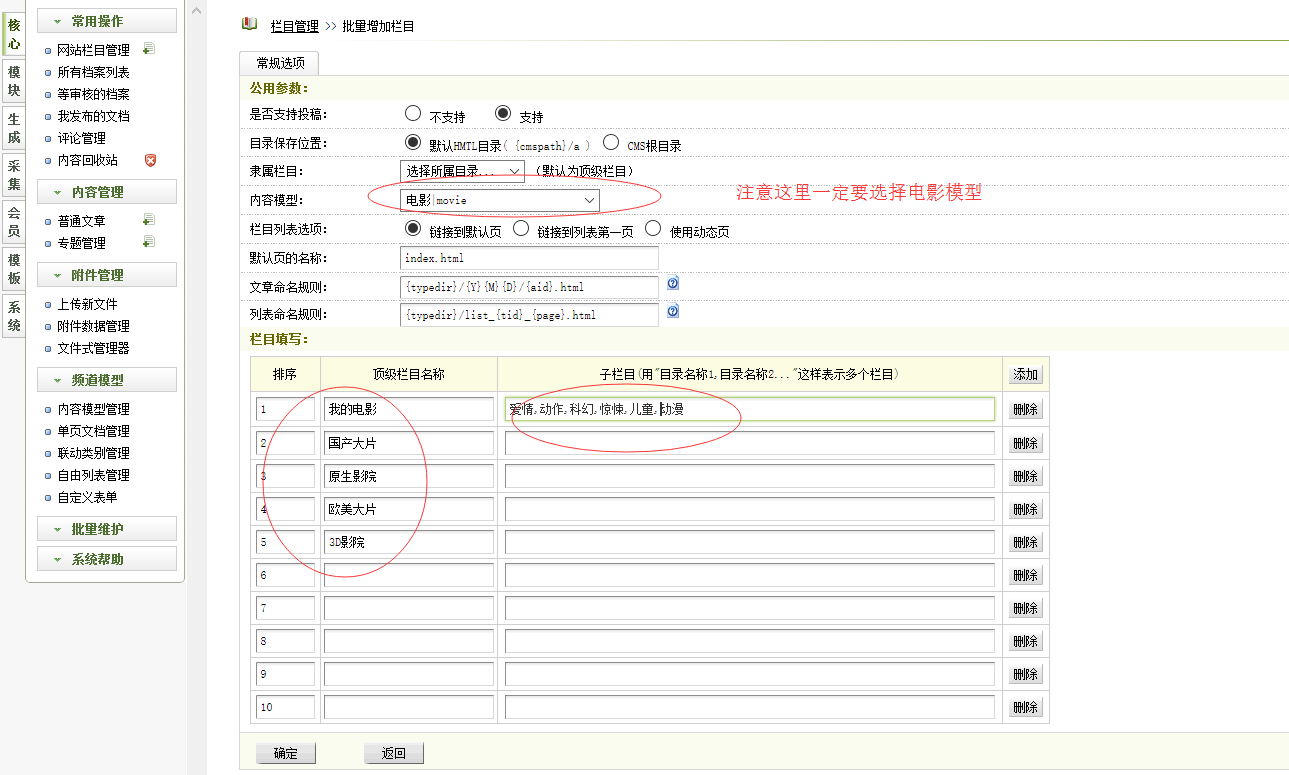 核心
模块
生成
采集
会员
模板
系统
常用操作
网站栏目管理
所有档案列表
等审核的档案
我发布的文档
评论管理
内容回收站
内容管理
普通文章
专题管理
附件管理
上传新文件
附件数据管理
文件式管理器
频道模型
内容模型管理
单页文档管理
联动类别管理
自由列表管理
自定义表单
批量维护
系统帮助
栏目管理 >> 批量增加栏目
常规选项
公用参数：
是否支持投稿： 不支持 支持
目录保存位置： 默认HMTL目录( {cmspath}/a ) CMS根目录
隶属栏目： 选择所属目录... （默认为顶级栏目）
内容模型： 电影|movie 注意这里一定要选择电影模型
栏目列表选项： 链接到默认页 链接到列表第一页 使用动态页
默认页的名称： index.html
文章命名规则： {typedir}/{Y}{M}{D}/{aid}.html
列表命名规则： {typedir}/list_{tid}_{page}.html
栏目填写：
排序 顶级栏目名称 子栏目(用"目录名称1,目录名称2..."这样表示多个栏目) 添加
1 我的电影 爱情,动作,科幻,惊悚,儿童,动漫 删除
2 国产大片 删除
3 原生影院 删除
4 欧美大片 删除
5 3D影院 删除
6 删除
7 删除
8 删除
9 删除
10 删除
确定 返回